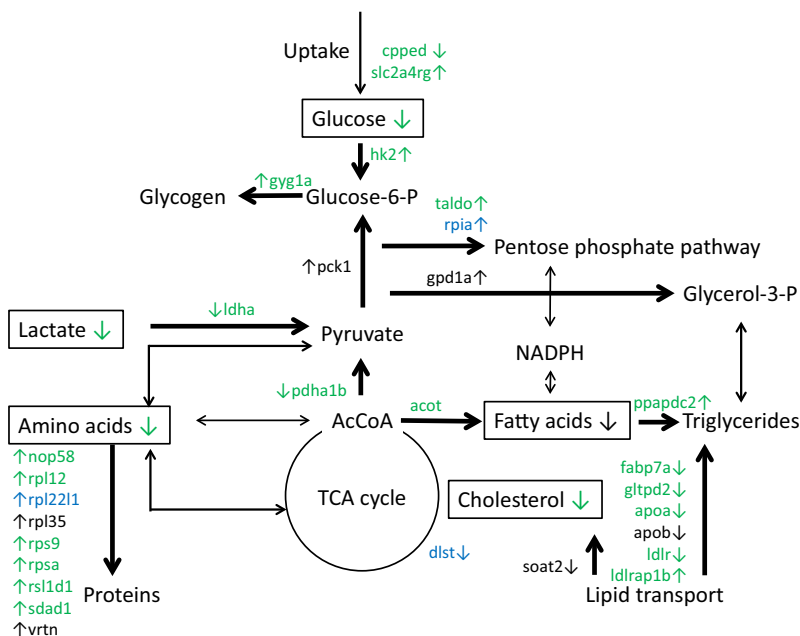 Uptake
cpped ↓
slc2a4rg↑
Glucose ↓
hk2↑
↑gyg1a
Glycogen
Glucose-6-P
taldo↑
rpia↑
Pentose phosphate pathway
↑pck1
gpd1a↑
Glycerol-3-P
↓ldha
Lactate ↓
Pyruvate
NADPH
↓pdha1b
Amino acids ↓
AcCoA
acot
Fatty acids ↓
ppapdc2↑
Triglycerides
↑nop58
↑rpl12
↑rpl22l1
↑rpl35
↑rps9
↑rpsa
↑rsl1d1
↑sdad1
↑vrtn
Proteins
TCA cycle
dlst↓
Cholesterol ↓
soat2↓
fabp7a↓
gltpd2↓
apoa↓
apob↓
ldlr↓
ldlrap1b↑
Lipid transport